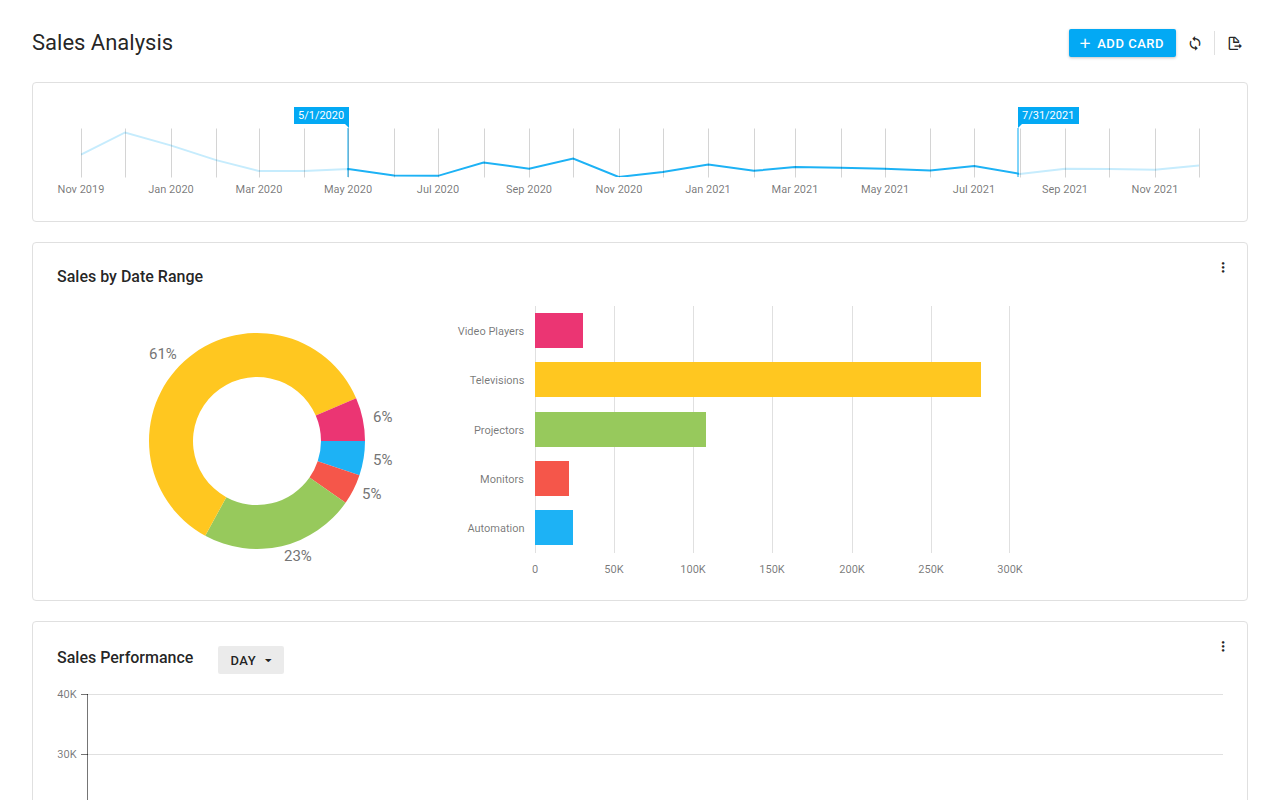 Sales Analysis
ADD CARD
5/1/2020
7/31/2021
Nov 2019
Jan 2020
Mar 2020
May 2020
Jul 2020
Sep 2020
Nov 2020
Jan 2021
Mar 2021
May 2021
Jul 2021
Sep 2021
Nov 2021
Sales by Date Range
61%
6%
5%
5%
23%
Video Players
Televisions
Projectors
Monitors
Automation
0
50K
100K
150K
200K
250K
300K
Sales Performance
DAY
40K
30K